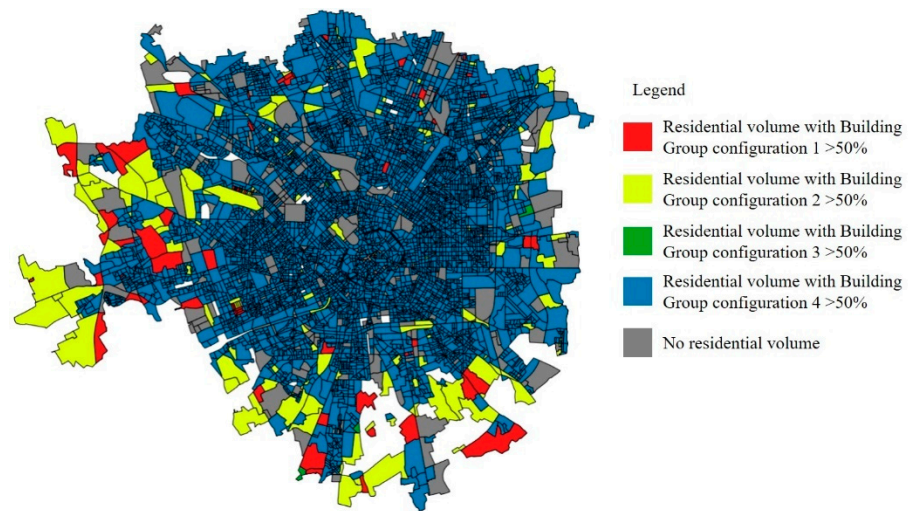 Legend
Residential volume with Building
Group configuration 1 >50%
Residential volume with Building
Group configuration 2 >50%
Residential volume with Building
Group configuration 3 >50%
Residential volume with Building
Group configuration 4 >50%
No residential volume